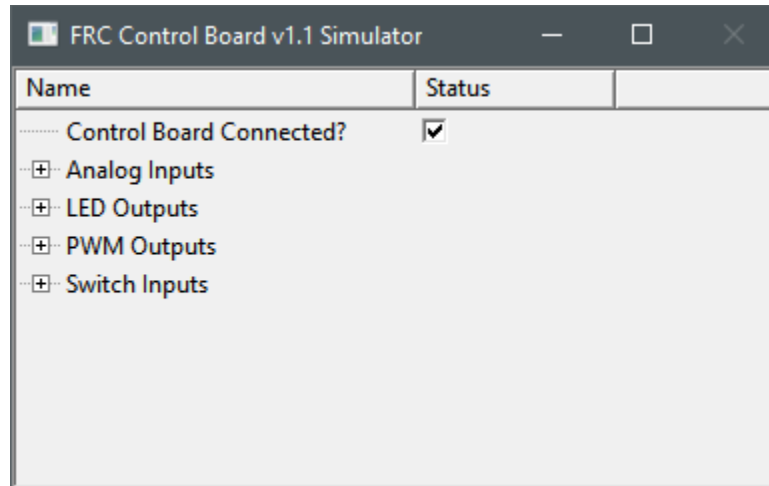 FRC Control Board v1.1 Simulator
Name Status
Control Board Connected?
Analog Inputs
LED Outputs
PWM Outputs
Switch Inputs